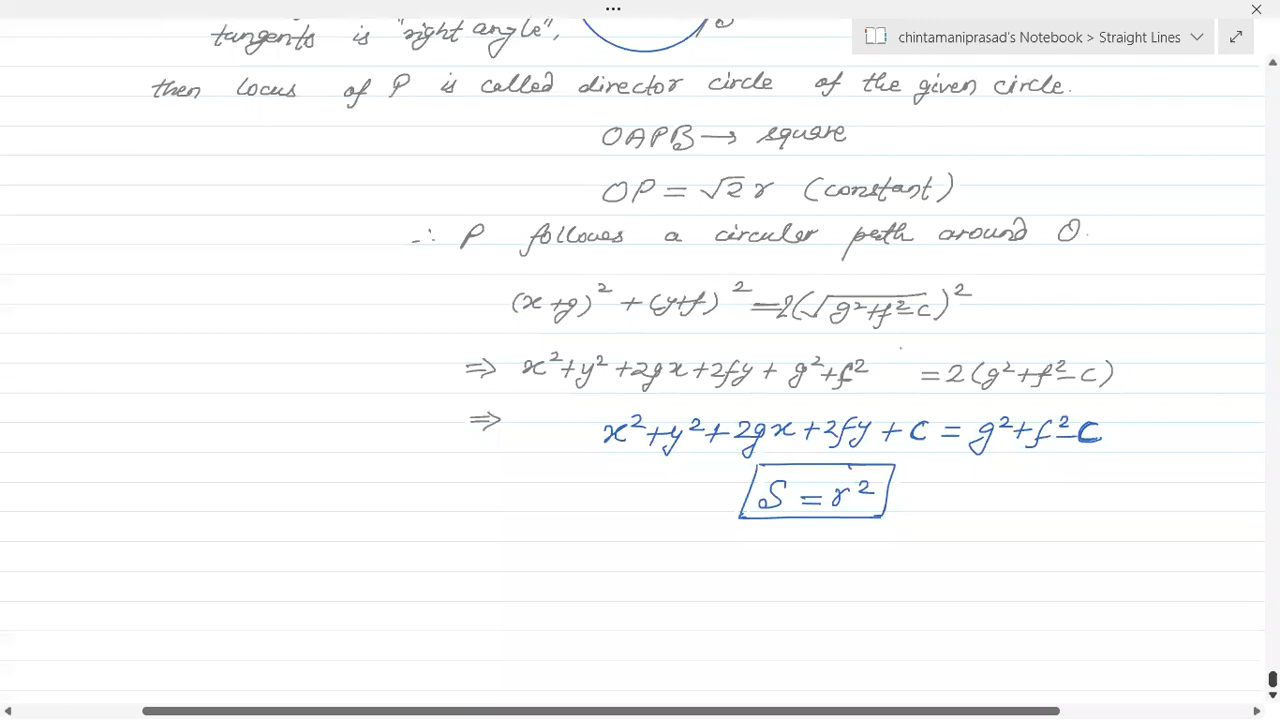 ...
chintamaniprasad's Notebook > Straight Lines
tangents is "right angle",
then locus of P is called director circle of the given circle.
OAPB → square
OP = √2 r (constant)
∴ P follows a circular path around O.
(x+g)² + (y+f)² = 2(√g²+f²-c)²
⇒ x²+y²+2gx+2fy+g²+f² = 2(g²+f²-c)
⇒ x²+y²+2gx+2fy+c = g²+f²-c
S = r²